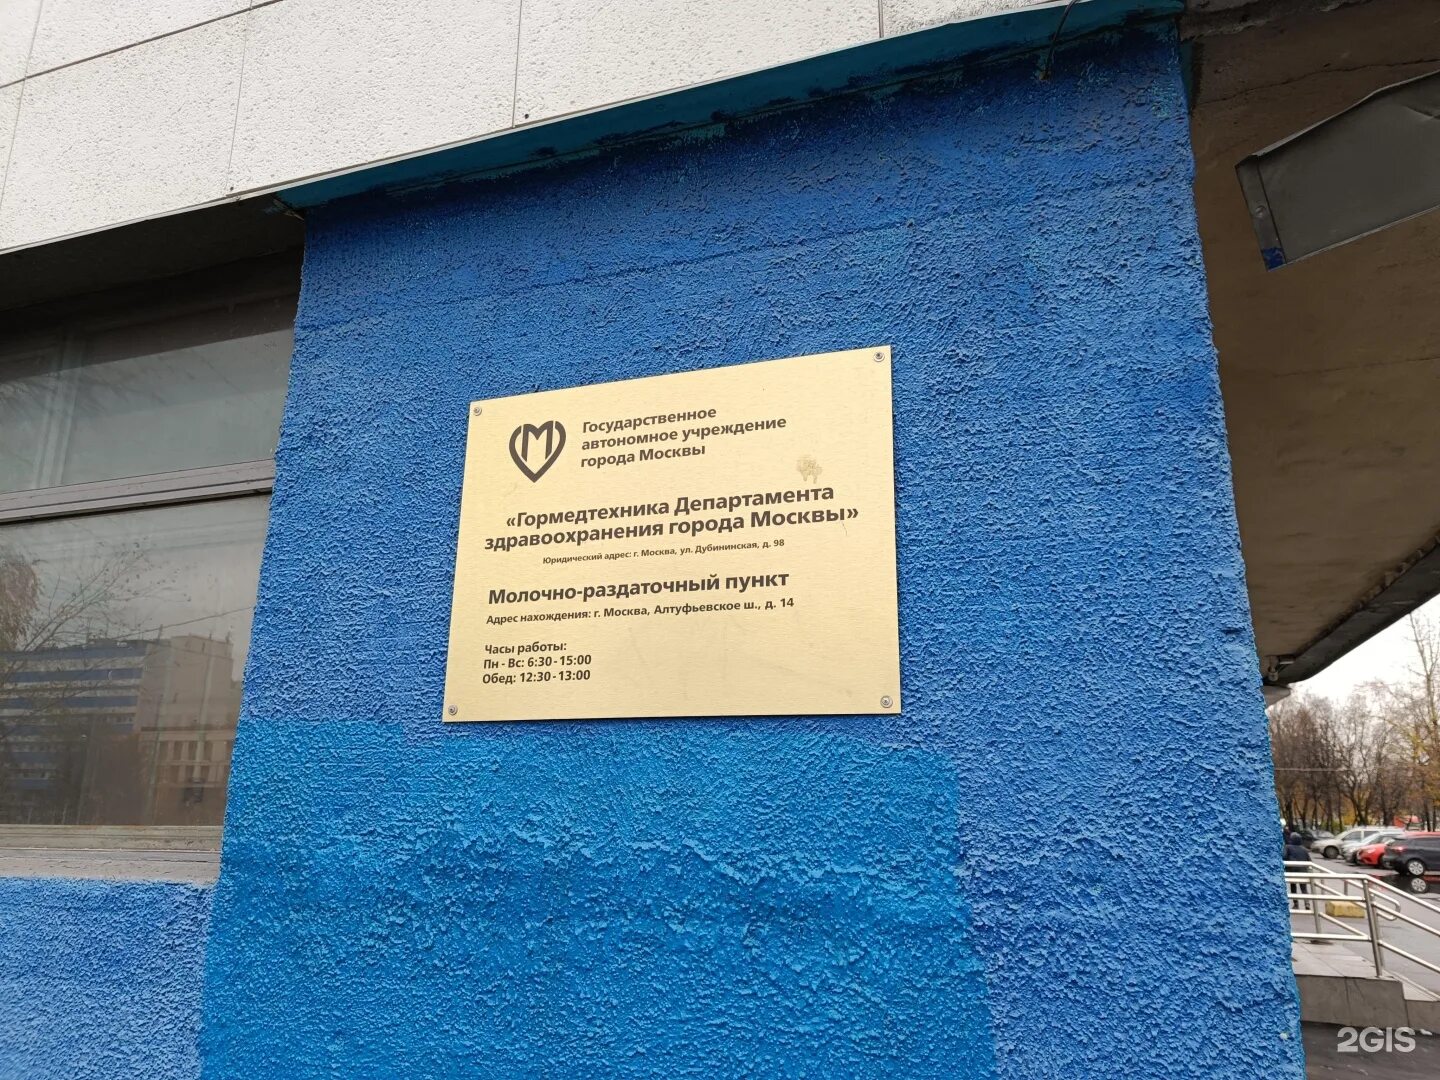 М
Государственное
автономное учреждение
города Москвы
«Гормедтехника Департамента
здравоохранения города Москвы»
Юридический адрес: г. Москва, ул. Дубининская, д. 98
Молочно-раздаточный пункт
Адрес нахождения: г. Москва, Алтуфьевское ш., д. 14
Часы работы:
Пн - Вс: 6:30 - 15:00
Обед: 12:30 - 13:00
2GIS